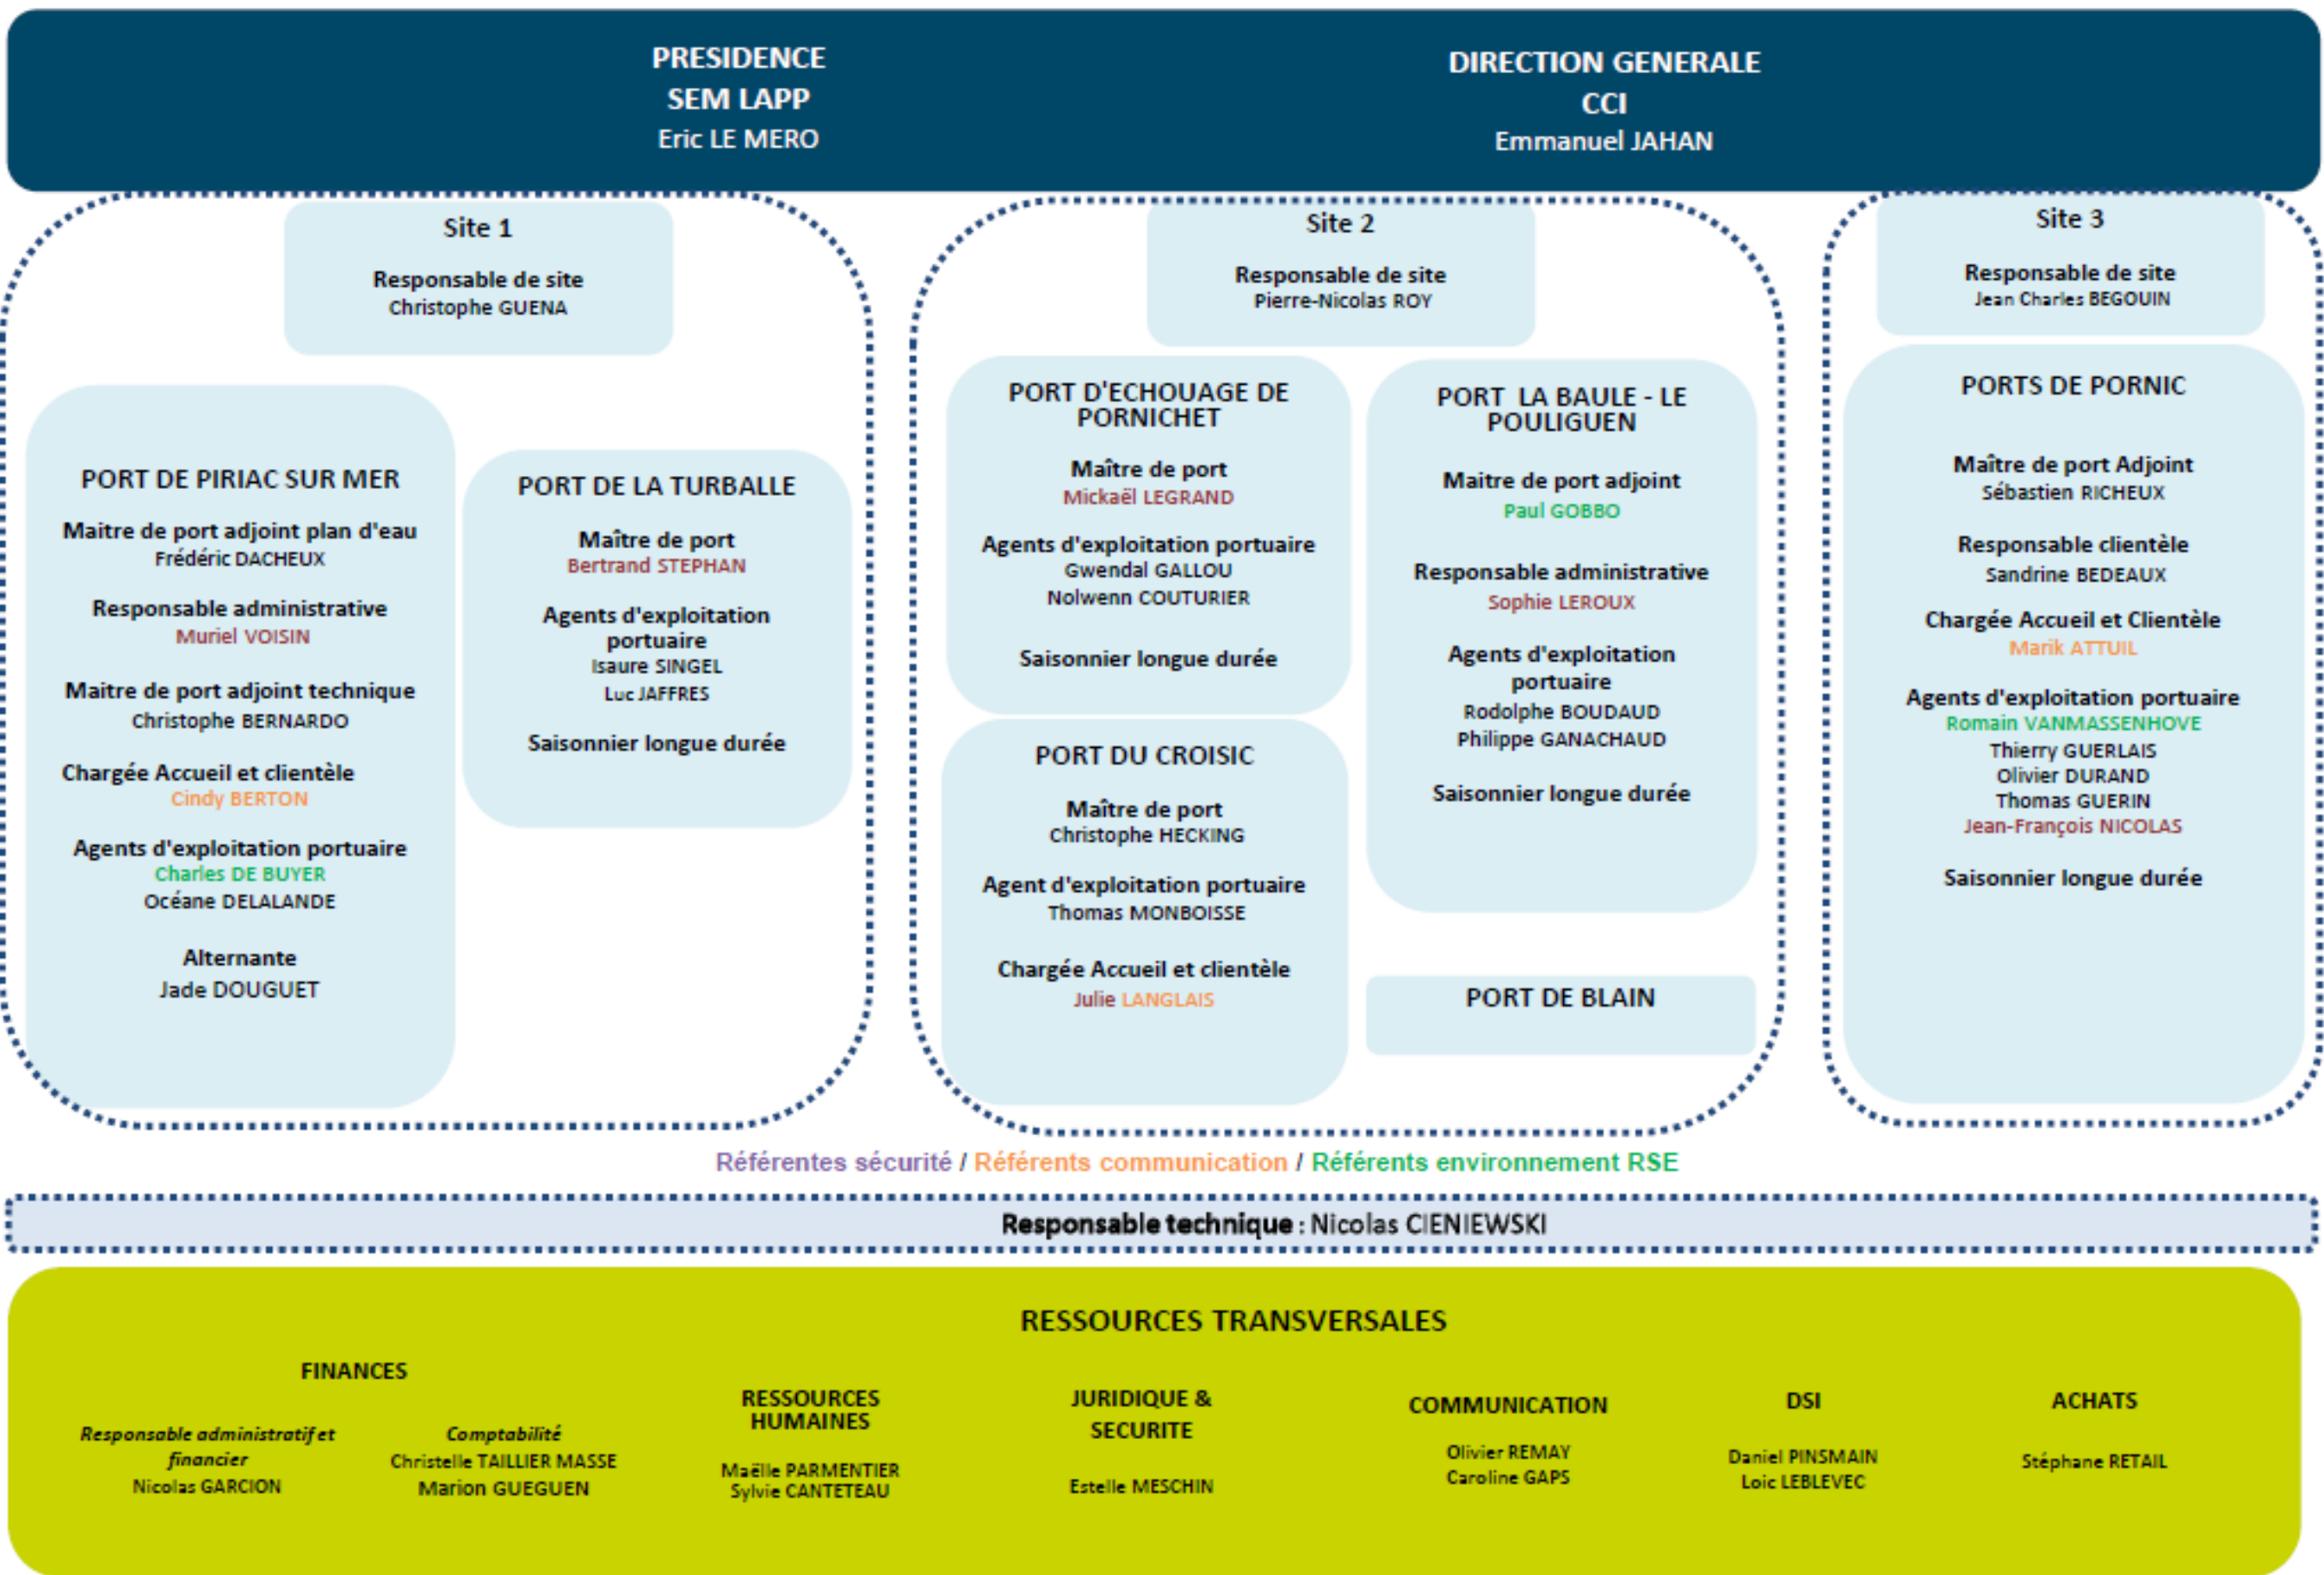 PRESIDENCE
SEM LAPP
Eric LE MERO
DIRECTION GENERALE
CCI
Emmanuel JAHAN
Site 1
Responsable de site
Christophe GUENA
PORT DE PIRIAC SUR MER
Maitre de port adjoint plan d'eau
Frédéric DACHEUX
Responsable administrative
Muriel VOISIN
Maitre de port adjoint technique
Christophe BERNARDO
Chargée Accueil et clientèle
Cindy BERTON
Agents d'exploitation portuaire
Charles DE BUYER
Océane DELALANDE
Alternante
Jade DOUGUET
PORT DE LA TURBALLE
Maître de port
Bertrand STEPHAN
Agents d'exploitation
portuaire
Isaure SINGEL
Luc JAFFRES
Saisonnier longue durée
Site 2
Responsable de site
Pierre-Nicolas ROY
PORT D'ECHOUAGE DE
PORNICHET
Maître de port
Mickaël LEGRAND
Agents d'exploitation portuaire
Gwendal GALLOU
Nolwenn COUTURIER
Saisonnier longue durée
PORT DU CROISIC
Maître de port
Christophe HECKING
Agent d'exploitation portuaire
Thomas MONBOISSE
Chargée Accueil et clientèle
Julie LANGLAIS
PORT LA BAULE - LE
POULIGUEN
Maitre de port adjoint
Paul GOBBO
Responsable administrative
Sophie LEROUX
Agents d'exploitation
portuaire
Rodolphe BOUDAUD
Philippe GANACHAUD
Saisonnier longue durée
PORT DE BLAIN
Site 3
Responsable de site
Jean Charles BEGOUIN
PORTS DE PORNIC
Maître de port Adjoint
Sébastien RICHEUX
Responsable clientèle
Sandrine BEDEAUX
Chargée Accueil et Clientèle
Marik ATTUIL
Agents d'exploitation portuaire
Romain VANMASSENHOVE
Thierry GUERLAIS
Olivier DURAND
Thomas GUERIN
Jean-François NICOLAS
Saisonnier longue durée
Référentes sécurité / Référents communication / Référents environnement RSE
Responsable technique : Nicolas CIENIEWSKI
RESSOURCES TRANSVERSALES
FINANCES
Responsable administratif et
financier
Nicolas GARCION
Comptabilité
Christelle TAILLIER MASSE
Marion GUEGUEN
RESSOURCES
HUMAINES
Maëlle PARMENTIER
Sylvie CANTETEAU
JURIDIQUE &
SECURITE
Estelle MESCHIN
COMMUNICATION
Olivier REMAY
Caroline GAPS
DSI
Daniel PINSMAIN
Loic LEBLEVEC
ACHATS
Stéphane RETAIL